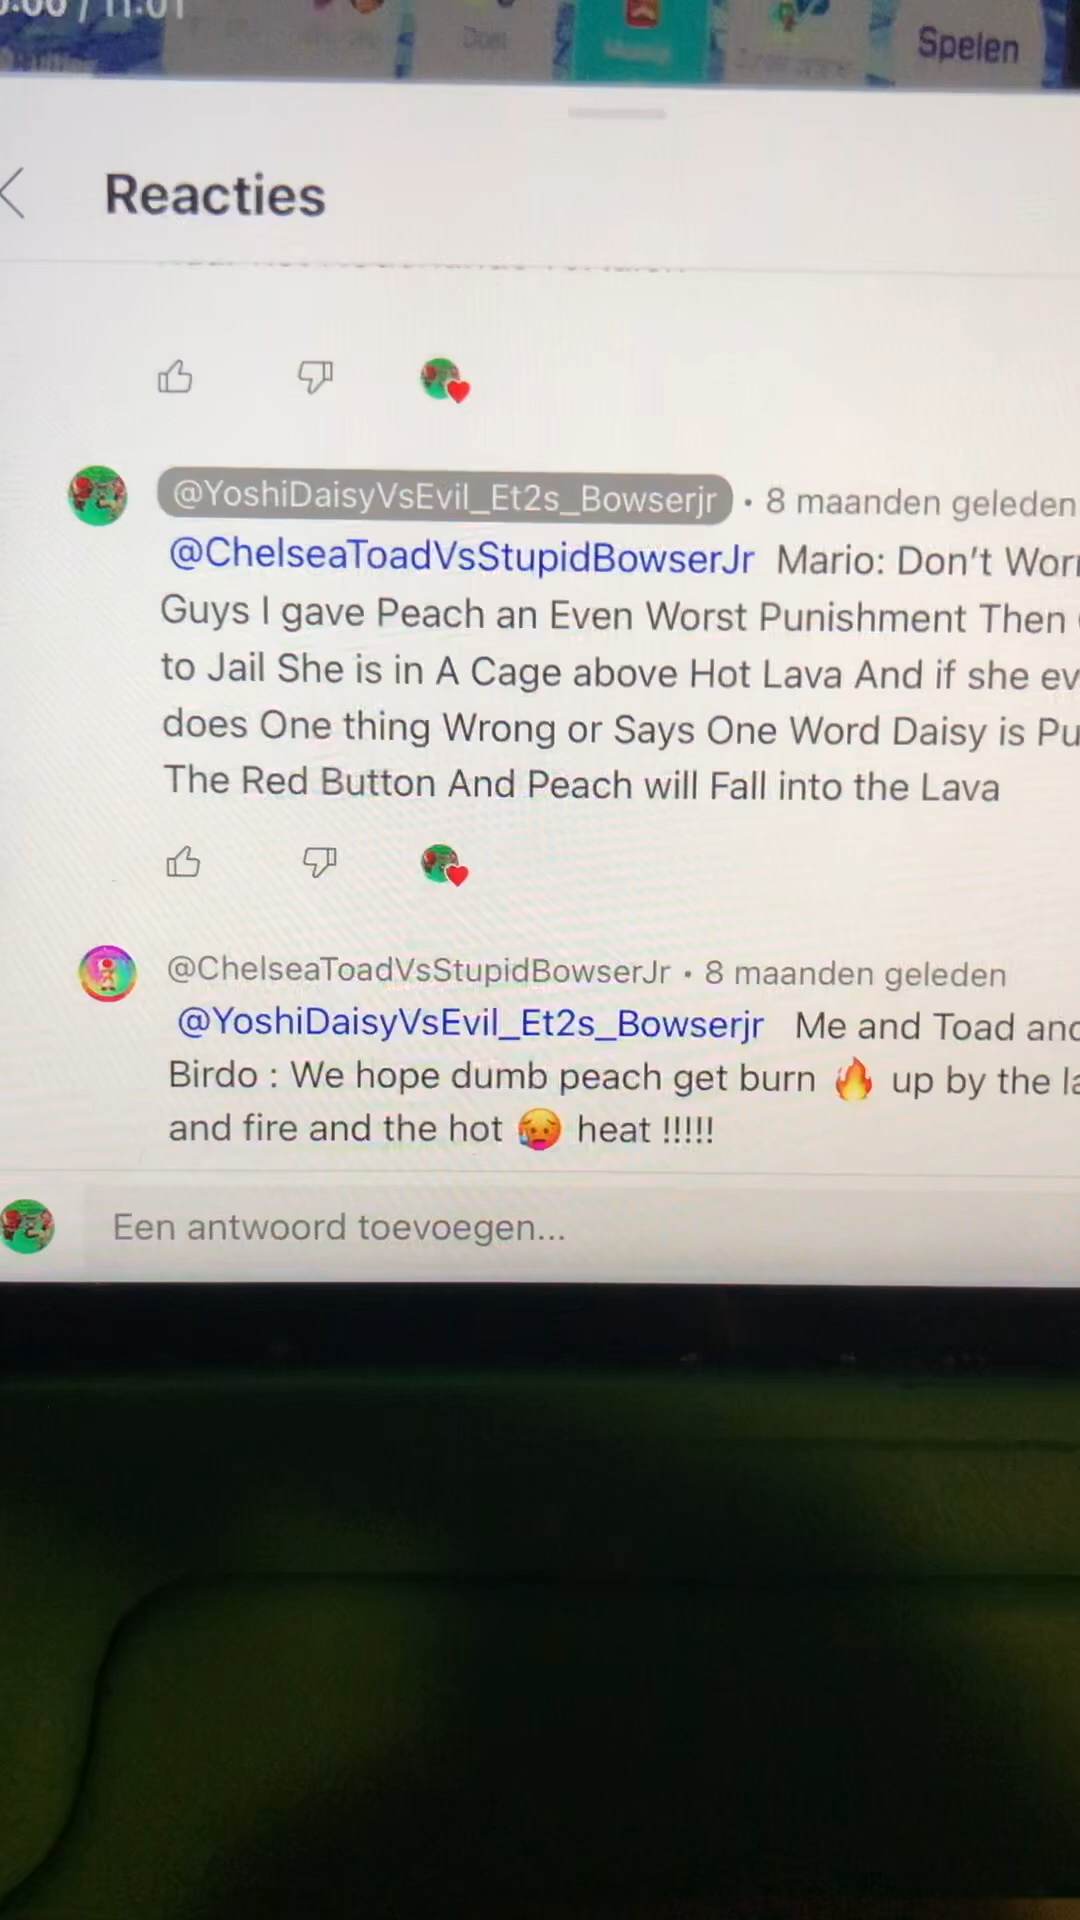 Spelen
Reacties
@YoshiDaisyVsEvil_Et2s_Bowserjr • 8 maanden geleden
@ChelseaToadVsStupidBowserJr Mario: Don't
Guys I gave Peach an Even Worst Punishment Then
to Jail She is in A Cage above Hot Lava And if she
does One thing Wrong or Says One Word Daisy is
The Red Button And Peach will Fall into the Lava
@ChelseaToadVsStupidBowserJr • 8 maanden geleden
@YoshiDaisyVsEvil_Et2s_Bowserjr Me and Toad
Birdo : We hope dumb peach get burn 🔥 up by the
and fire and the hot 🥵 heat !!!!!
Een antwoord toevoegen...